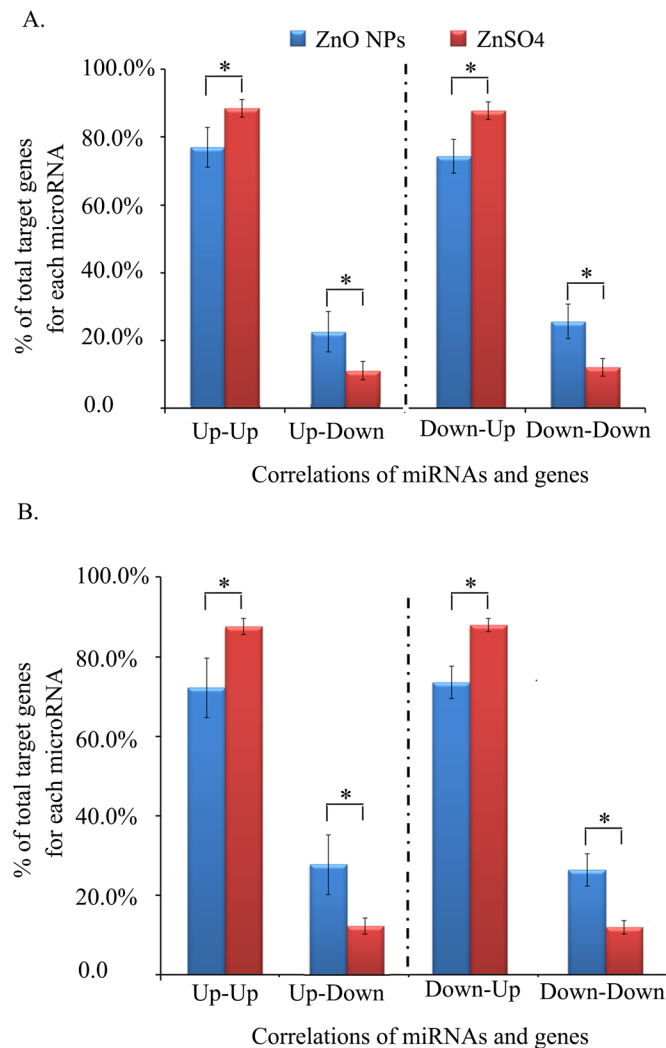 A.
ZnO NPs ZnSO4
% of total target genes
for each microRNA
100.0%
80.0%
60.0%
40.0%
20.0%
0.0
*
*
*
*
Up-Up Up-Down Down-Up Down-Down
Correlations of miRNAs and genes
B.
% of total target genes
for each microRNA
100.0%
80.0%
60.0%
40.0%
20.0%
0.0
*
*
*
*
Up-Up Up-Down Down-Up Down-Down
Correlations of miRNAs and genes